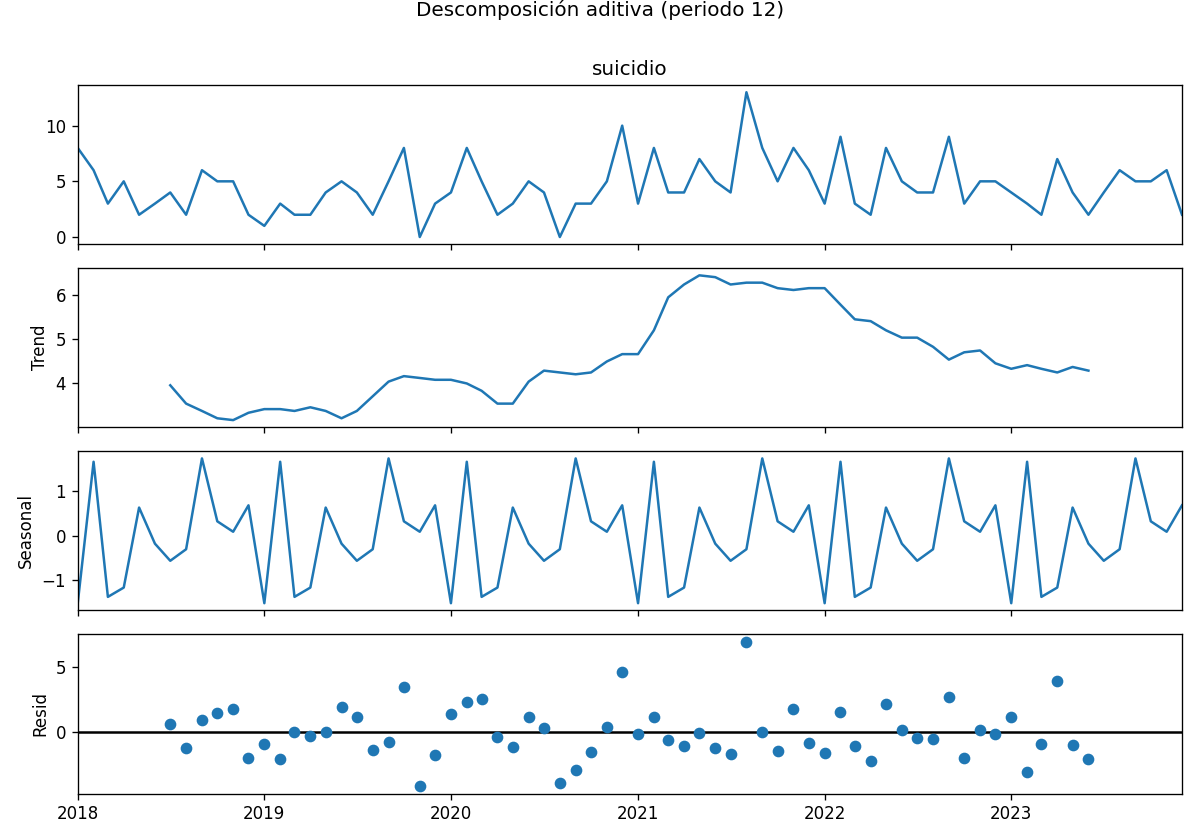 Descomposición aditiva (periodo 12)
suicidio
10
5
0
Trend
6
5
4
Seasonal
1
0
−1
Resid
5
0
2018 2019 2020 2021 2022 2023